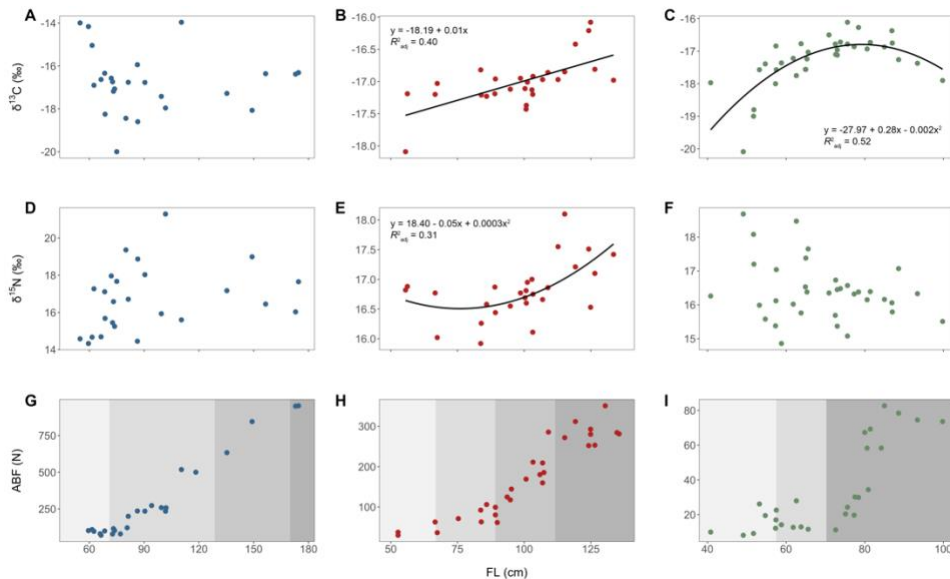 A
B
C
δ¹³C (‰)
-14
-16
-18
-20
-16.0
-16.5
-17.0
-17.5
-18.0
y = -18.19 + 0.01x
R²adj = 0.40
-16
-17
-18
-19
-20
y = -27.97 + 0.28x - 0.002x²
R²adj = 0.52
D
E
F
δ¹⁵N (‰)
22
20
18
16
14
18.0
17.5
17.0
16.5
16.0
y = 18.40 - 0.05x + 0.0003x²
R²adj = 0.31
19
18
17
16
15
G
H
I
ABF (N)
750
500
250
300
200
100
80
60
40
20
60 90 120 150 180
50 75 100 125
40 60 80 100
FL (cm)